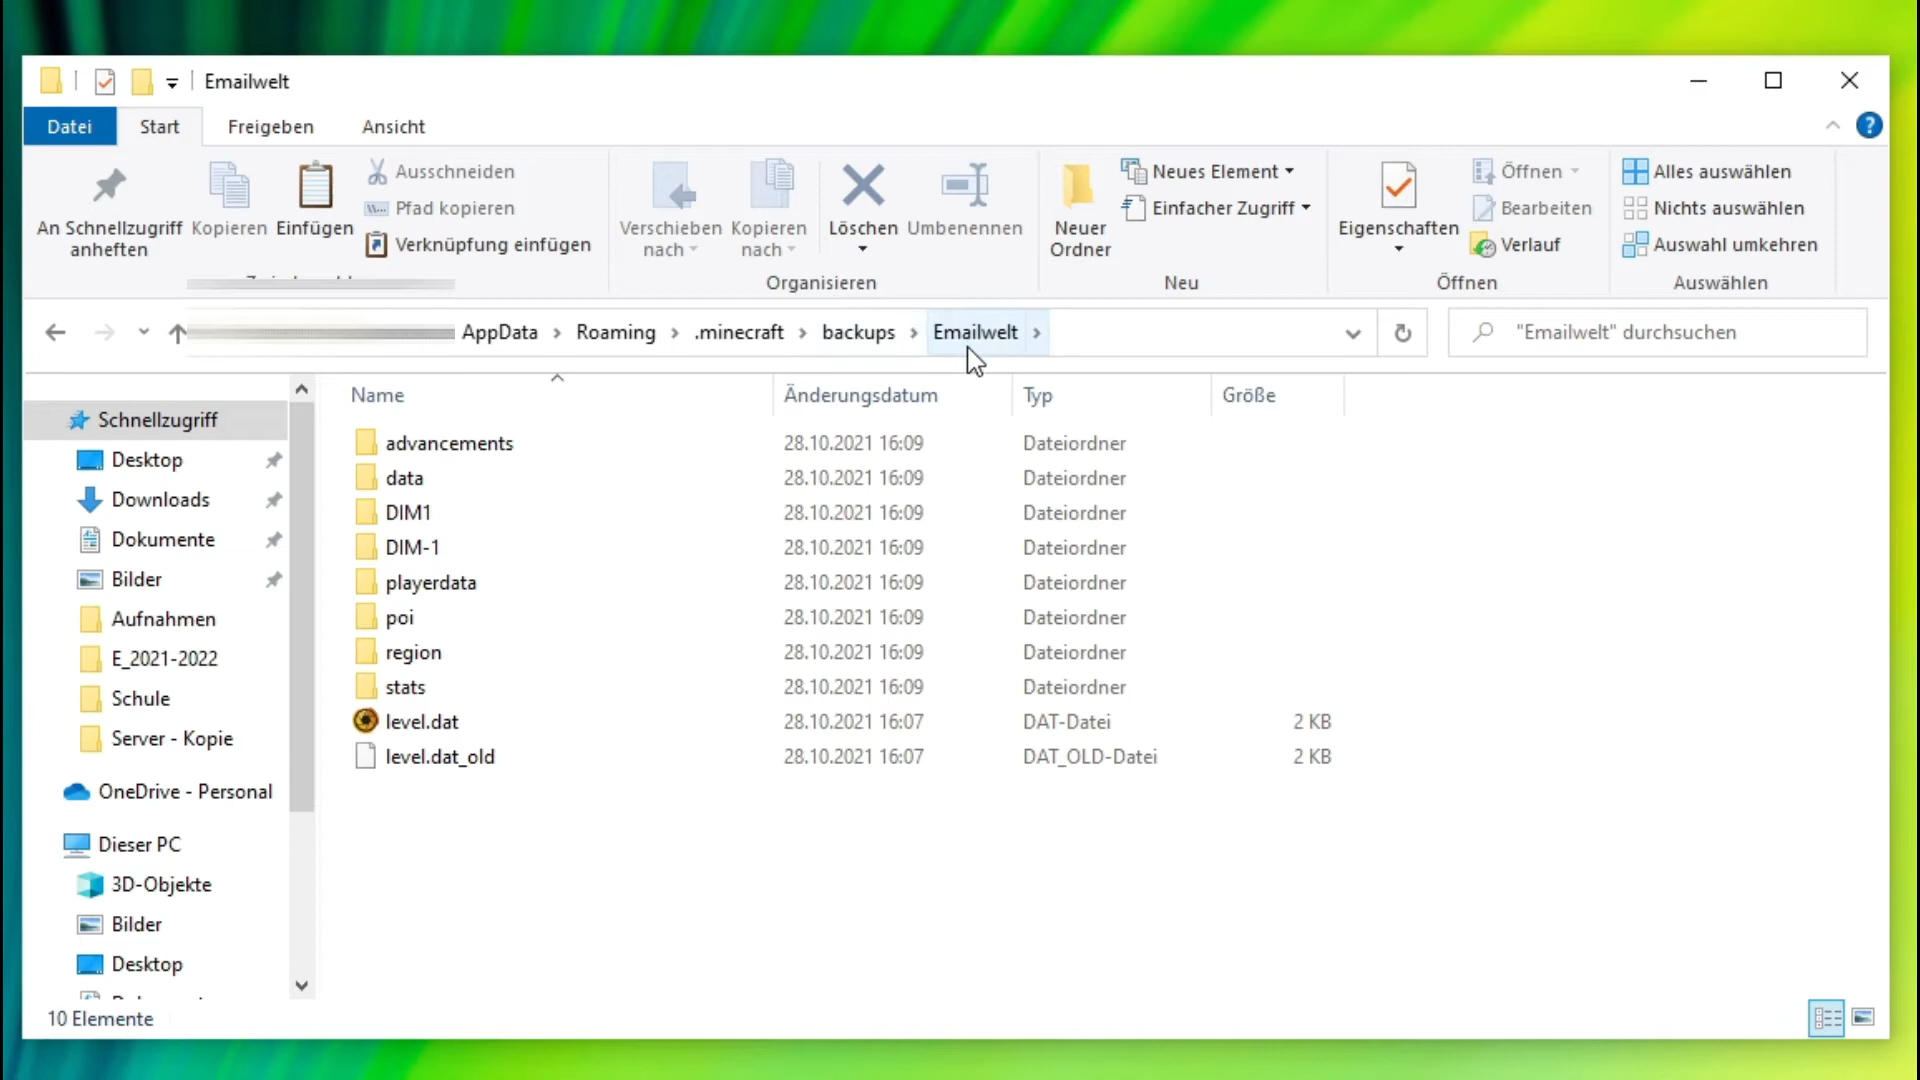 Emailwelt
Datei Start Freigeben Ansicht
An Schnellzugriff anheften
Kopieren
Einfügen
Ausschneiden
Pfad kopieren
Verknüpfung einfügen
Verschieben nach
Kopieren nach
Löschen
Umbenennen
Organisieren
Neuer Ordner
Neues Element
Einfacher Zugriff
Neu
Eigenschaften
Öffnen
Bearbeiten
Verlauf
Öffnen
Alles auswählen
Nichts auswählen
Auswahl umkehren
Auswählen
AppData › Roaming › .minecraft › backups › Emailwelt ›
"Emailwelt" durchsuchen
Schnellzugriff
Desktop
Downloads
Dokumente
Bilder
Aufnahmen
E_2021-2022
Schule
Server - Kopie
OneDrive - Personal
Dieser PC
3D-Objekte
Bilder
Desktop
Name Änderungsdatum Typ Größe
advancements 28.10.2021 16:09 Dateiordner
data 28.10.2021 16:09 Dateiordner
DIM1 28.10.2021 16:09 Dateiordner
DIM-1 28.10.2021 16:09 Dateiordner
playerdata 28.10.2021 16:09 Dateiordner
poi 28.10.2021 16:09 Dateiordner
region 28.10.2021 16:09 Dateiordner
stats 28.10.2021 16:09 Dateiordner
level.dat 28.10.2021 16:07 DAT-Datei 2 KB
level.dat_old 28.10.2021 16:07 DAT_OLD-Datei 2 KB
10 Elemente